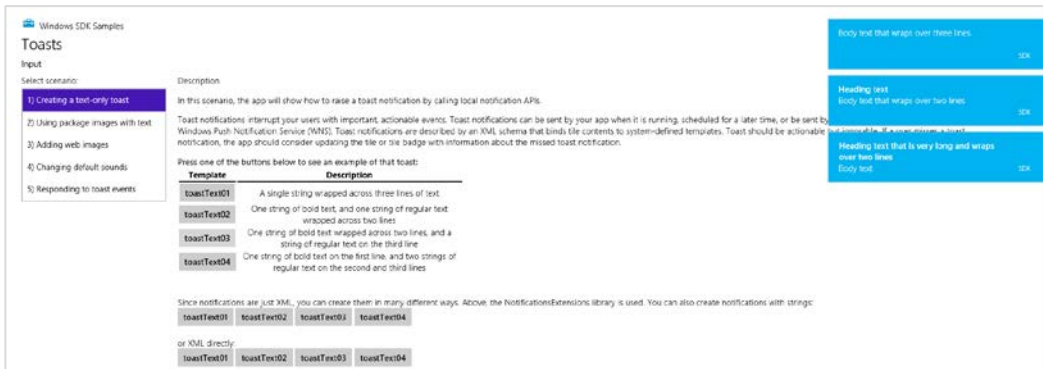 Windows SDK Samples
Toasts
Input
Select scenario:
1) Creating a text-only toast
2) Using package images with text
3) Adding web images
4) Changing default sounds
5) Responding to toast events
Description
In this scenario, the app will show how to raise a toast notification by calling local notification APIs.
Toast notifications interrupt your users with important, actionable events. Toast notifications can be sent by your app when it is running, scheduled for a later time, or be sent by
Windows Push Notification Service (WNS). Toast notifications are described by an XML schema that binds tile contents to system-defined templates. Toast should be actionable but
notification, the app should consider updating the tile or tile badge with information about the missed toast notification.
Press one of the buttons below to see an example of that toast:
Template Description
toastText01 A single string wrapped across three lines of text
toastText02 One string of bold text, and one string of regular text
wrapped across two lines
toastText03 One string of bold text wrapped across two lines, and a
string of regular text on the third line
toastText04 One string of bold text on the first line, and two strings of
regular text on the second and third lines
Since notifications are just XML, you can create them in many different ways. Above, the NotificationsExtensions library is used. You can also create notifications with strings:
toastText01 toastText02 toastText03 toastText04
or XML directly:
toastText01 toastText02 toastText03 toastText04
Body text that wraps over three lines.
SDK
Heading text
Body text that wraps over two lines
SDK
Heading text that is very long and wraps
over two lines
Body text
SDK